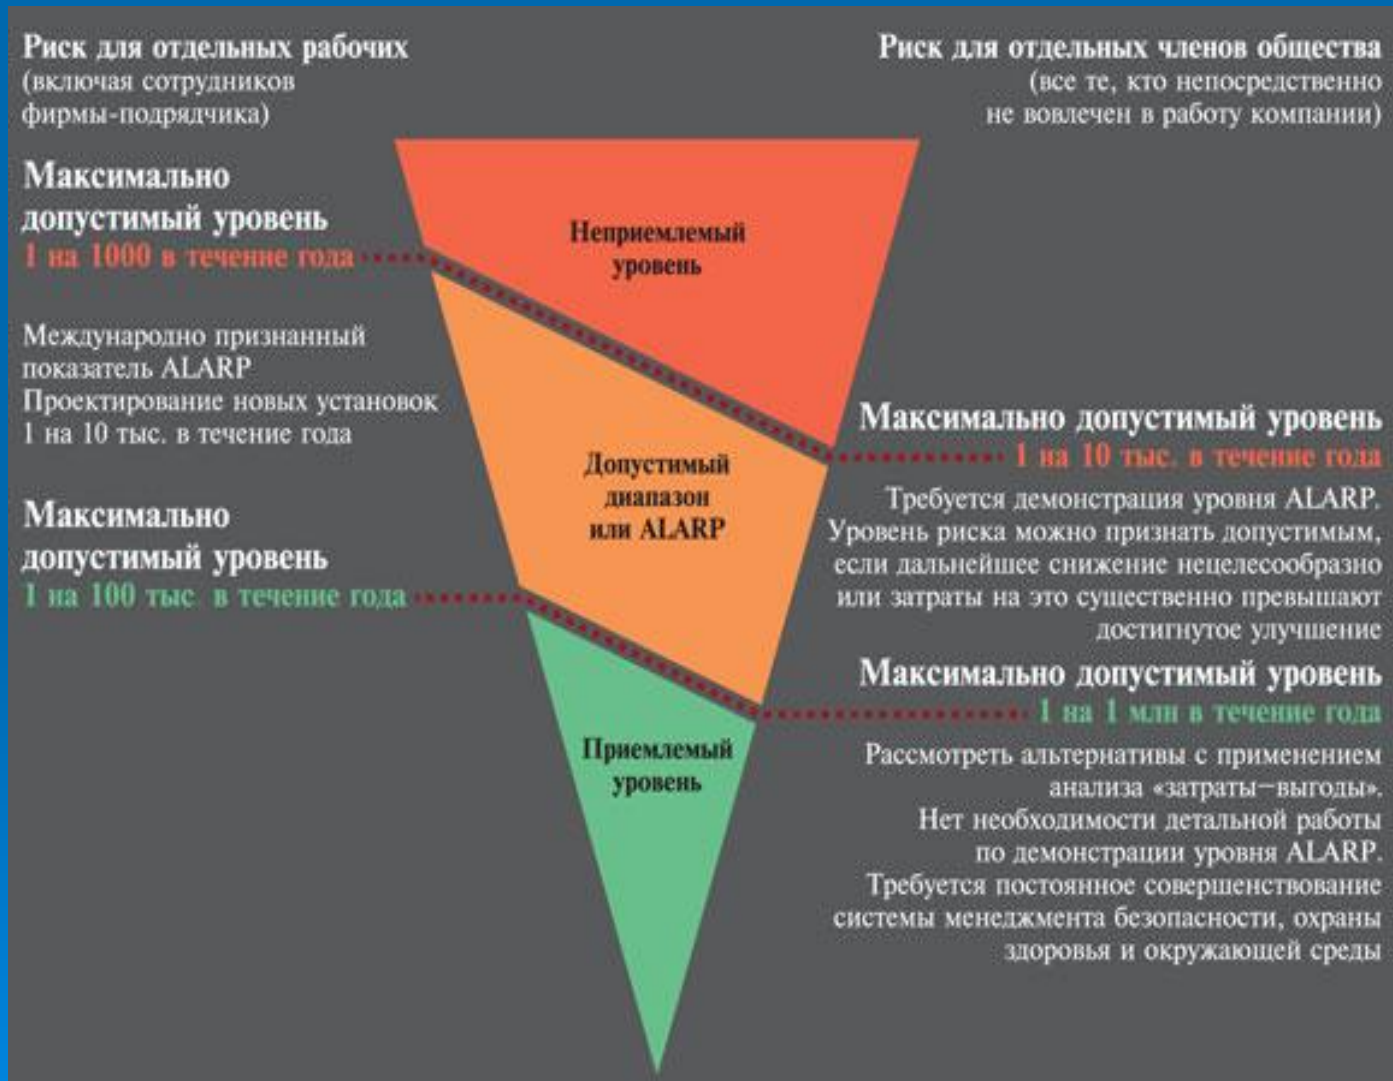 Риск для отдельных рабочих
(включая сотрудников
фирмы-подрядчика)
Максимально
допустимый уровень
1 на 1000 в течение года
Международно признанный
показатель ALARP
Проектирование новых установок
1 на 10 тыс. в течение года
Максимально
допустимый уровень
1 на 100 тыс. в течение года
Неприемлемый
уровень
Допустимый
диапазон
или ALARP
Приемлемый
уровень
Риск для отдельных членов общества
(все те, кто непосредственно
не вовлечен в работу компании)
Максимально допустимый уровень
1 на 10 тыс. в течение года
Требуется демонстрация уровня ALARP.
Уровень риска можно признать допустимым,
если дальнейшее снижение нецелесообразно
или затраты на это существенно превышают
достигнутое улучшение
Максимально допустимый уровень
1 на 1 млн в течение года
Рассмотреть альтернативы с применением
анализа «затраты–выгоды».
Нет необходимости детальной работы
по демонстрации уровня ALARP.
Требуется постоянное совершенствование
системы менеджмента безопасности, охраны
здоровья и окружающей среды